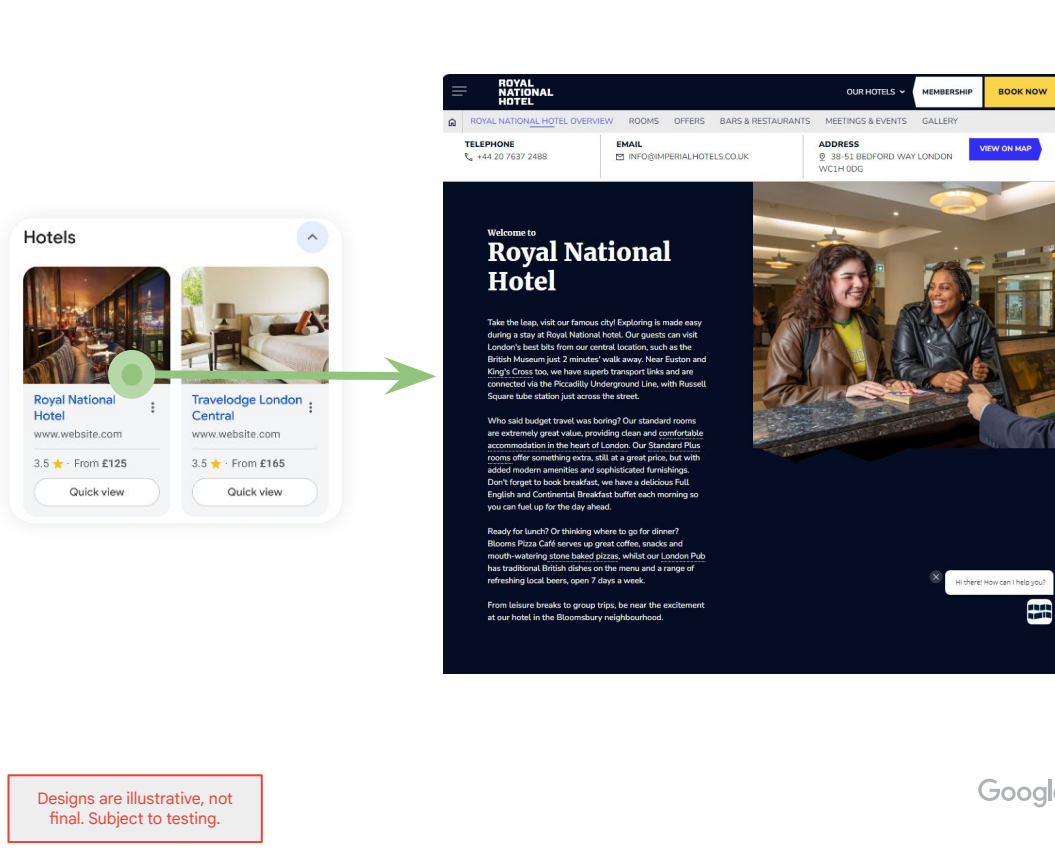 ROYAL
NATIONAL
HOTEL
OUR HOTELS
MEMBERSHIP
BOOK NOW
ROYAL NATIONAL HOTEL OVERVIEW
ROOMS
OFFERS
BARS & RESTAURANTS
MEETINGS & EVENTS
GALLERY
TELEPHONE
+44 20 7637 2488
EMAIL
INFO@IMPERIALHOTELS.CO.UK
ADDRESS
38-51 BEDFORD WAY LONDON
WC1H 0DG
VIEW ON MAP
Hotels
Royal National
Hotel
www.website.com
3.5 ★ · From £125
Quick view
Travelodge London
Central
www.website.com
3.5 ★ · From £165
Quick view
Welcome to
Royal National
Hotel
Take the leap, visit our famous city! Exploring is made easy
during a stay at Royal National hotel. Our guests can visit
London's best bits from our central location, such as the
British Museum just 2 minutes' walk away. Near Euston and
King's Cross too, we have superb transport links and are
connected via the Piccadilly Underground Line, with Russell
Square tube station just across the street.
Who said budget travel was boring? Our standard rooms
are extremely great value, providing clean and comfortable
accommodation in the heart of London. Our Standard Plus
rooms offer something extra, still at a great price, but with
added modern amenities and sophisticated furnishings.
Don't forget to book breakfast, we have a delicious Full
English and Continental Breakfast buffet each morning so
you can fuel up for the day ahead.
Ready for lunch? Or thinking where to go for dinner?
Blooms Pizza Café serves up great coffee, snacks and
mouth-watering stone baked pizzas, whilst our London Pub
has traditional British dishes on the menu and a range of
refreshing local beers, open 7 days a week.
From leisure breaks to group trips, be near the excitement
at our hotel in the Bloomsbury neighbourhood.
Hi there! How can I help you?
Designs are illustrative, not
final. Subject to testing.
Google